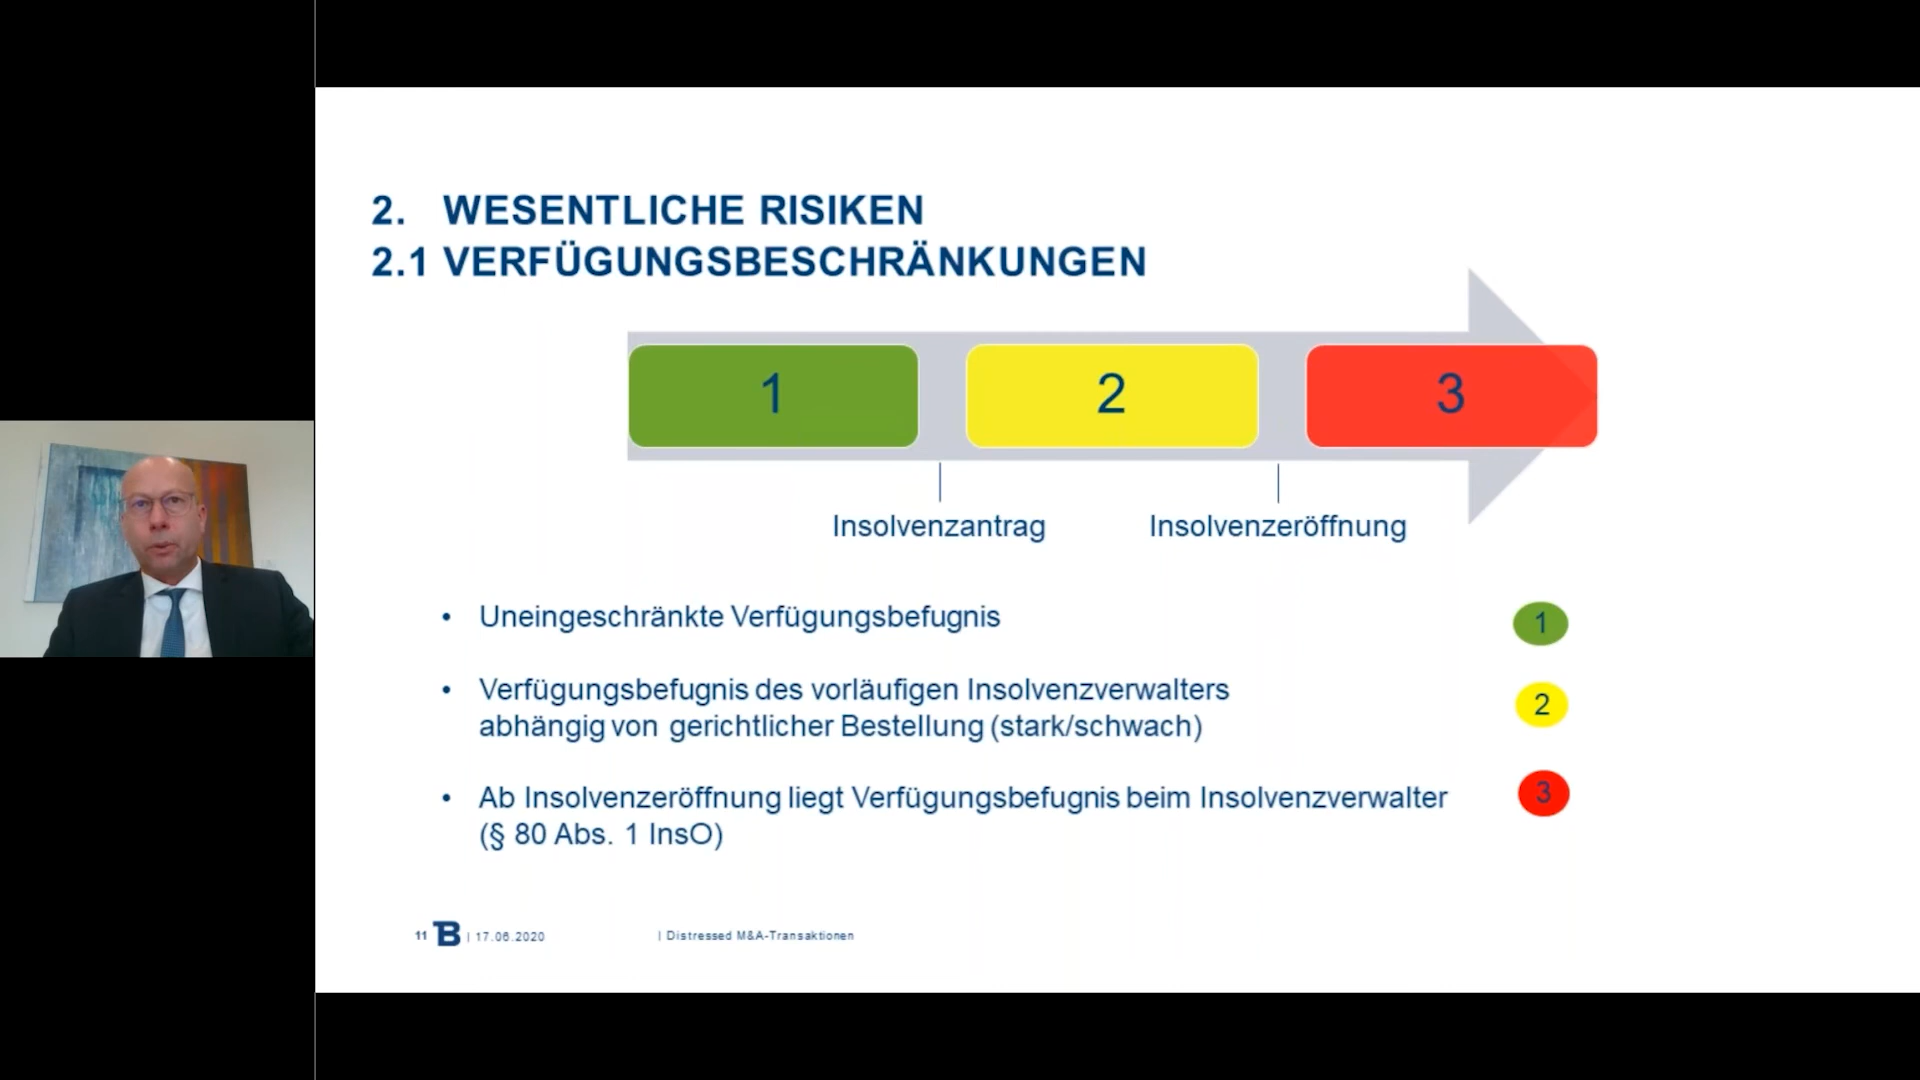 2. WESENTLICHE RISIKEN
2.1 VERFÜGUNGSBESCHRÄNKUNGEN
1
2
3
Insolvenzantrag
Insolvenzeröffnung
• Uneingeschränkte Verfügungsbefugnis
1
• Verfügungsbefugnis des vorläufigen Insolvenzverwalters
abhängig von gerichtlicher Bestellung (stark/schwach)
2
• Ab Insolvenzeröffnung liegt Verfügungsbefugnis beim Insolvenzverwalter
(§ 80 Abs. 1 InsO)
3
11 B | 17.06.2020 | Distressed M&A-Transaktionen